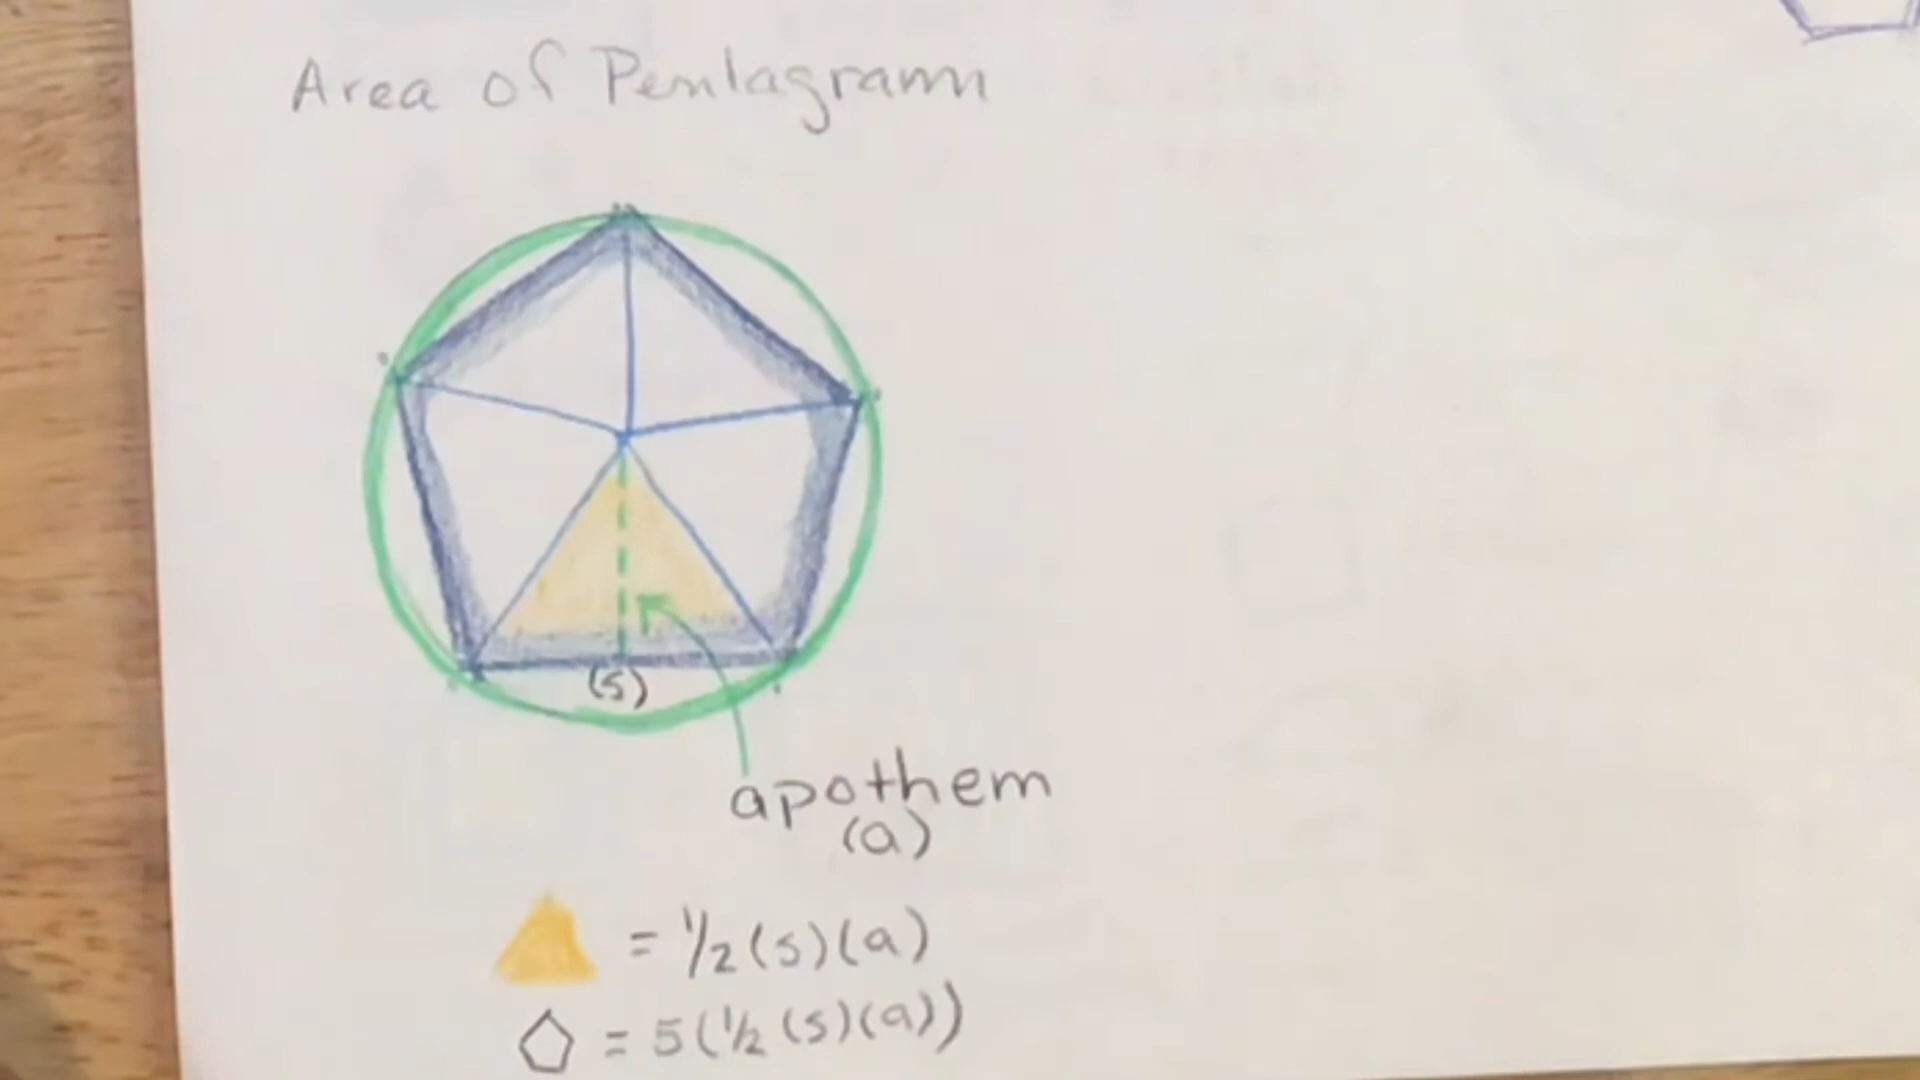 Area of Pentagram
(s)
apothem
(a)
= 1/2 (s)(a)
= 5(1/2 (s)(a))